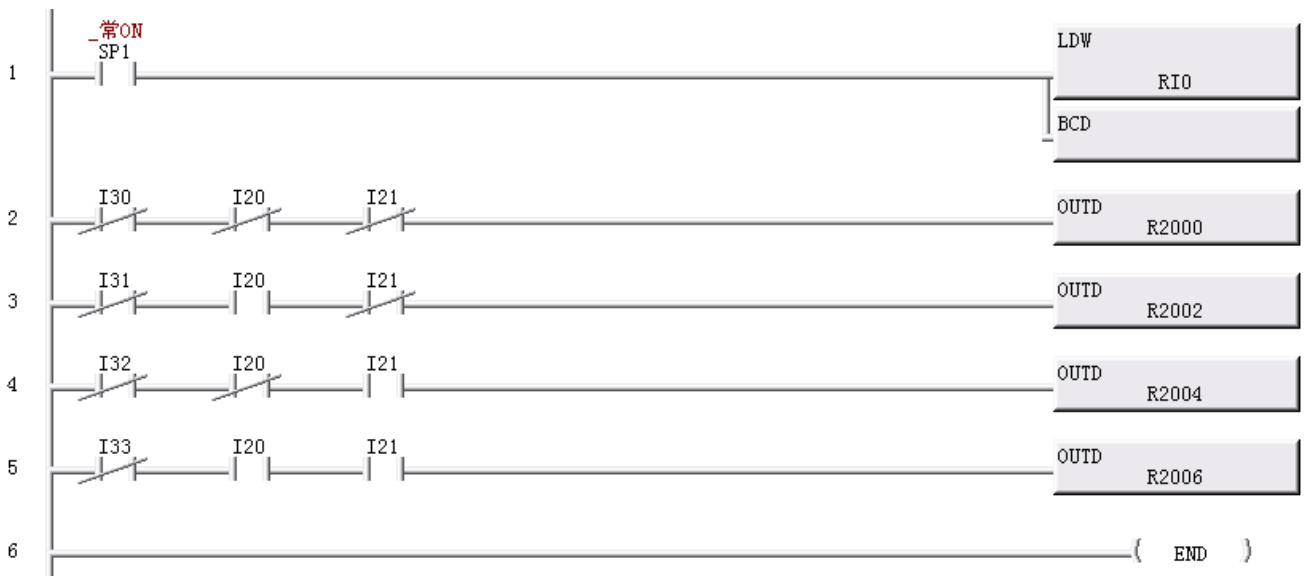 _常ON
SP1
1
LDW
RI0
BCD
I30 I20 I21
2
OUTD
R2000
I31 I20 I21
3
OUTD
R2002
I32 I20 I21
4
OUTD
R2004
I33 I20 I21
5
OUTD
R2006
6
( END )